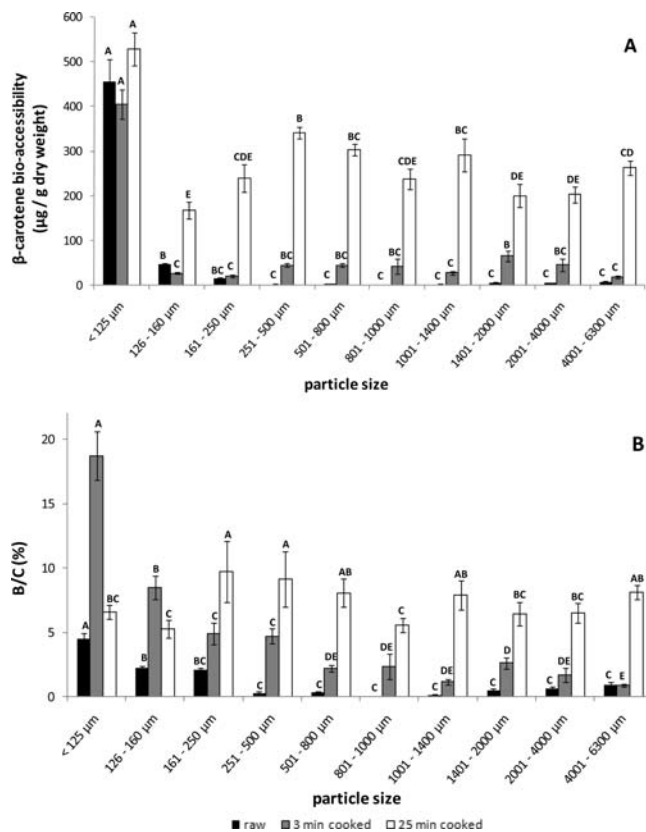 A
β-carotene bio-accessibility
(µg / g dry weight)
600
500
400
300
200
100
0
A A A
B C E
BC C CDE
C BC B
C BC BC
C BC CDE
C C BC
C B DE
C BC DE
C C CD
< 125 µm
126 - 160 µm
161 - 250 µm
251 - 500 µm
501 - 800 µm
801 - 1000 µm
1001 - 1400 µm
1401 - 2000 µm
2001 - 4000 µm
4001 - 6300 µm
particle size
B
B/C (%)
20
15
10
5
0
A A BC
B B C
BC C A
C C A
C DE AB
C DE C
C DE AB
C D BC
C DE BC
C E AB
< 125 µm
126 - 160 µm
161 - 250 µm
251 - 500 µm
501 - 800 µm
801 - 1000 µm
1001 - 1400 µm
1401 - 2000 µm
2001 - 4000 µm
4001 - 6300 µm
particle size
raw 3 min cooked 25 min cooked